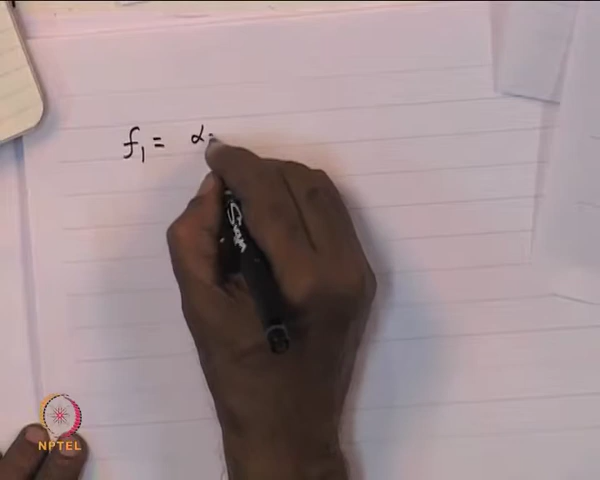 f₁ = α
NPTEL